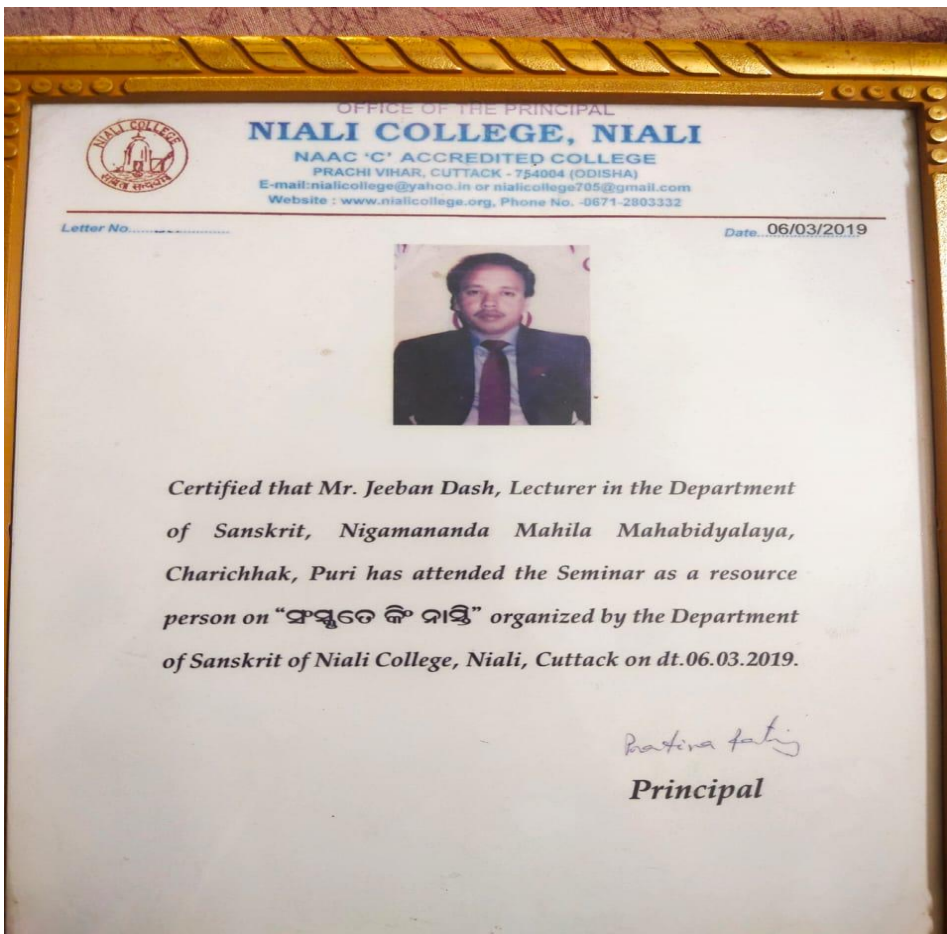 OFFICE OF THE PRINCIPAL
NIALI COLLEGE, NIALI
NAAC 'C' ACCREDITED COLLEGE
PRACHI VIHAR, CUTTACK - 754004 (ODISHA)
E-mail:nialicollege@yahoo.in or nialicollege705@gmail.com
Website : www.nialicollege.org, Phone No. -0671-2803332
NIALI COLLEGE
Letter No.
Date 06/03/2019
Certified that Mr. Jeeban Dash, Lecturer in the Department
of Sanskrit, Nigamananda Mahila Mahabidyalaya,
Charichhak, Puri has attended the Seminar as a resource
person on "ସଂସ୍କୃତେ କିଂ ନାସ୍ତି" organized by the Department
of Sanskrit of Niali College, Niali, Cuttack on dt.06.03.2019.
Principal